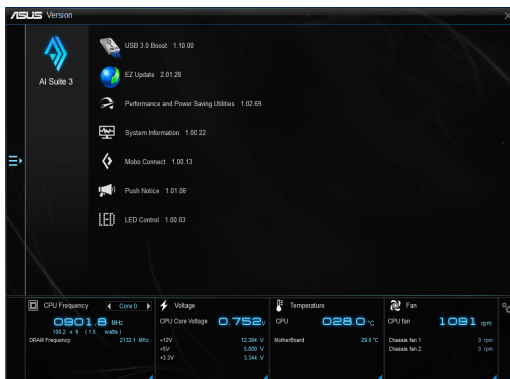 ASUS Version
USB 3.0 Boost 1.10.00
AI Suite 3
EZ Update 2.01.28
Performance and Power Saving Utilities 1.02.69
System Information 1.00.22
Mobo Connect 1.00.13
Push Notice 1.01.06
LED Control 1.00.03
CPU Frequency Core 0
0901.8 MHz
100.2 x 9 ( 1.5 watts )
DRAM Frequency 2132.1 MHz
Voltage
CPU Core Voltage 0.752v
+12V 12.384 V
+5V 5.000 V
+3.3V 3.344 V
Temperature
CPU 028.0 °C
MotherBoard 29.0 °C
Fan
CPU fan 1091 rpm
Chassis fan 1 0 rpm
Chassis fan 2 0 rpm